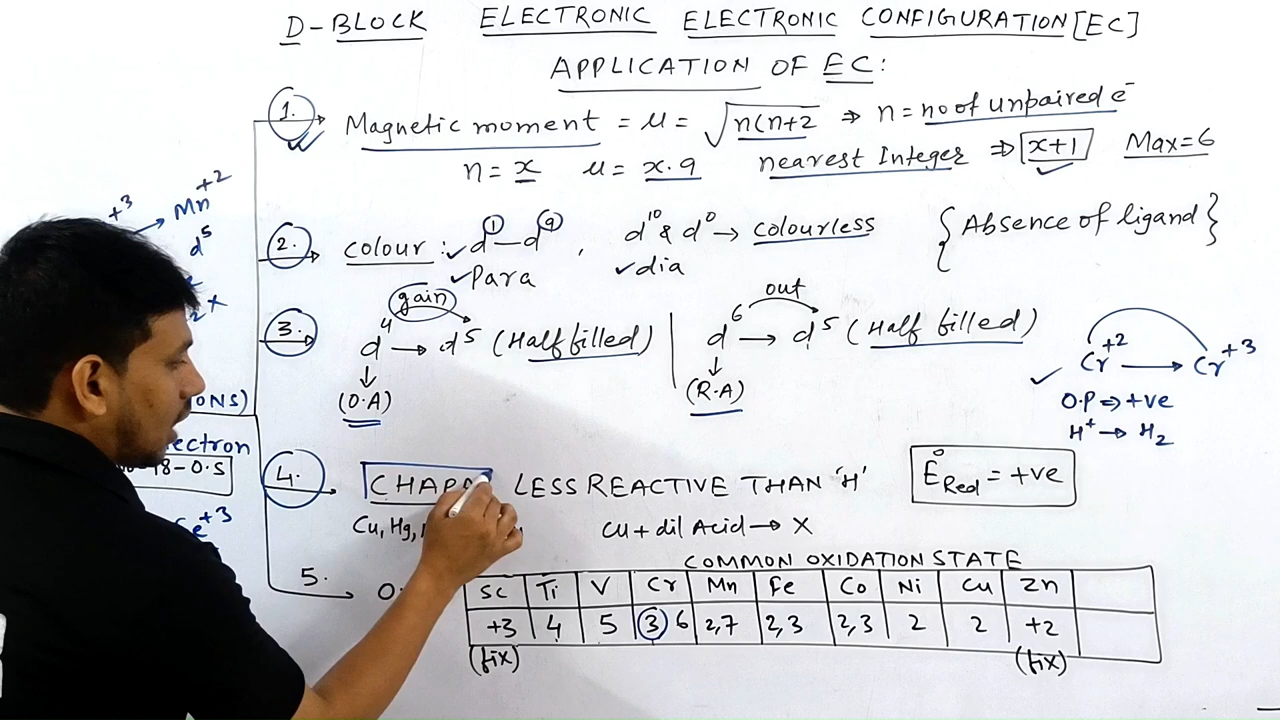 D-BLOCK ELECTRONIC ELECTRONIC CONFIGURATION [EC]
APPLICATION OF EC:
1. Magnetic moment = μ = √n(n+2 ⇒ n = no of unpaired e⁻
n = x μ = x.9 nearest Integer ⇒ x+1 Max=6
2. colour: ✓ d¹—d⁹, d¹⁰ & d⁰ → colourless {Absence of ligand}
✓Para ✓dia
3. gain d⁴ → d⁵ (Half filled) | out d⁶ → d⁵ (Half filled)
↓ (O.A) ↓ (R.A)
✓ Cr⁺² → Cr⁺³
O.P ⇒ +ve
H⁺ → H₂
4. LESS REACTIVE THAN 'H' E°Red = +ve
Cu, Hg, Cu + dil Acid → X
5. COMMON OXIDATION STATE
Sc Ti V Cr Mn Fe Co Ni Cu Zn
+3 4 5 3 6 2,7 2,3 2,3 2 2 +2
(fix) (fix)
+3 → Mn⁺²
d⁵
ONS)
-18-0.5
+3